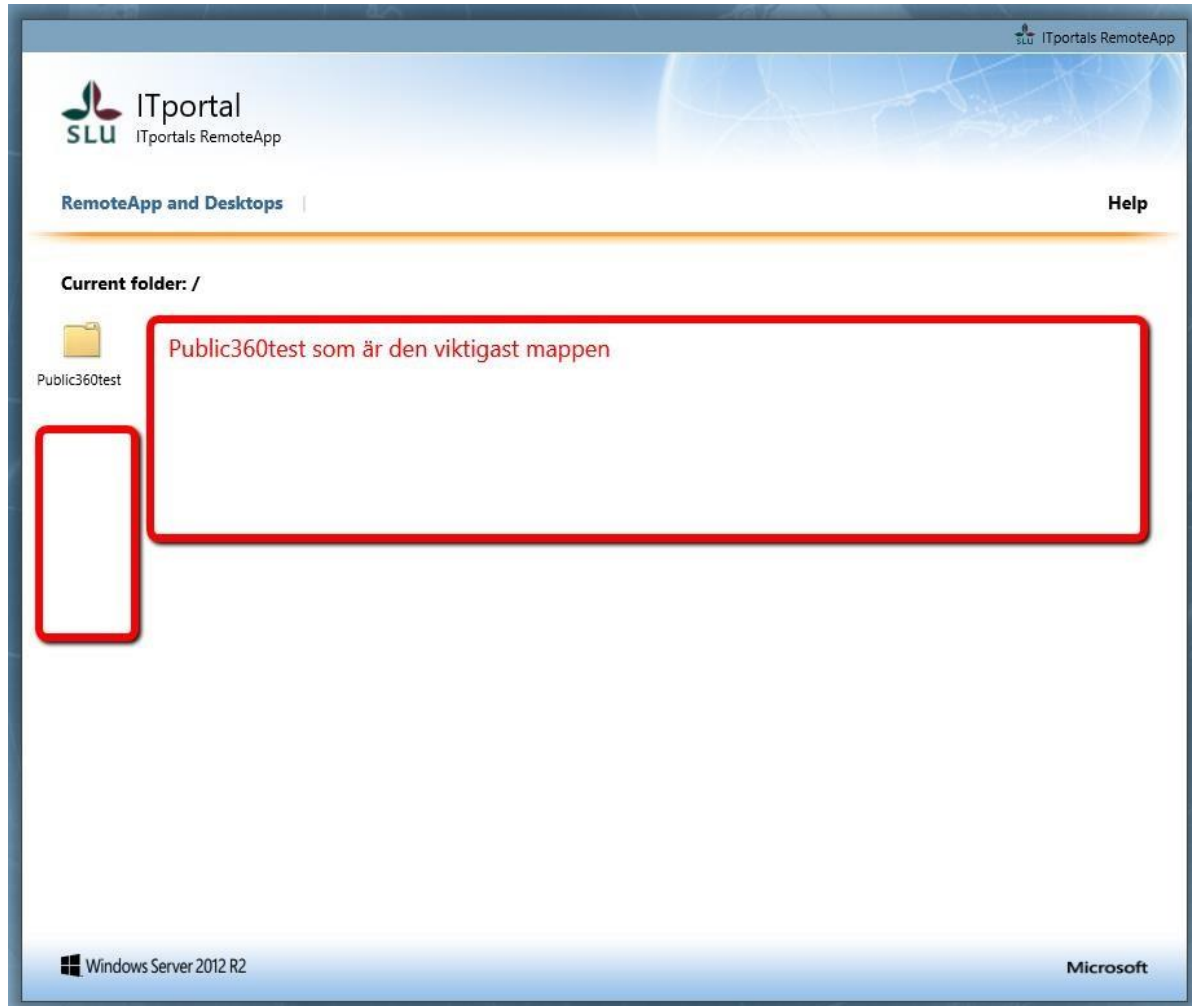 SLU ITportals RemoteApp
ITportal
SLU ITportals RemoteApp
RemoteApp and Desktops | Help
Current folder: /
Public360test som är den viktigast mappen
Public360test
Windows Server 2012 R2 Microsoft